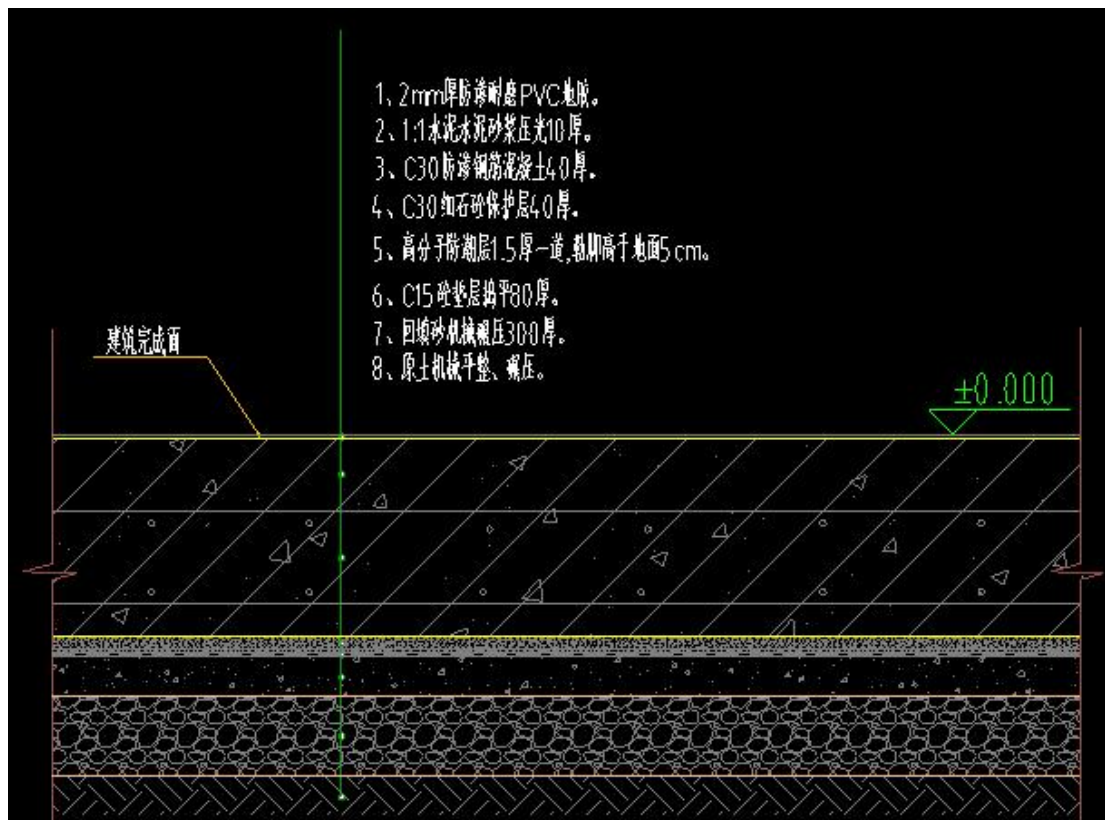 1、2mm厚防渗耐磨PVC地胶。
2、1:1水泥水泥砂浆压光10厚。
3、C30防渗钢筋混凝土40厚。
4、C30细石砼保护层40厚。
5、高分子防潮层1.5厚一道,勒脚高于地面5cm。
6、C15砼垫层捣平80厚。
7、回填砂机械碾压300厚。
8、原土机械平整、碾压。
建筑完成面
±0.000